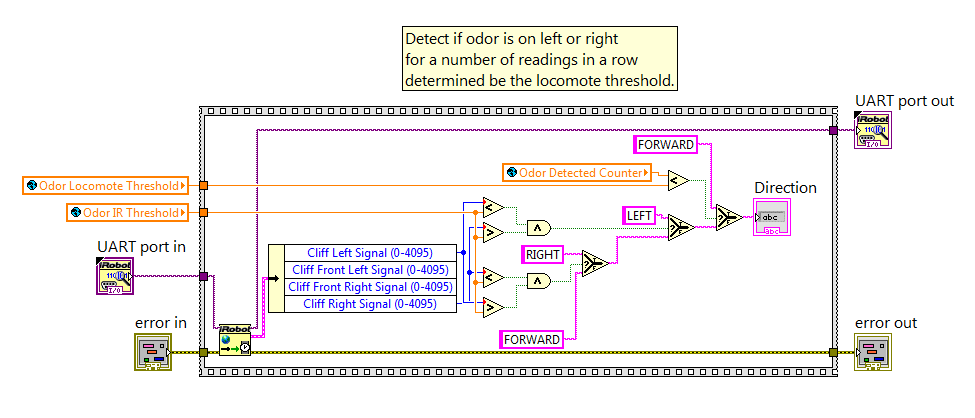 Detect if odor is on left or right
for a number of readings in a row
determined be the locomote threshold.
UART port out
iRobot
I/O
FORWARD
Odor Detected Counter
Odor Locomote Threshold
Direction
abc
abc
Odor IR Threshold
LEFT
UART port in
iRobot
I/O
RIGHT
Cliff Left Signal (0-4095)
Cliff Front Left Signal (0-4095)
Cliff Front Right Signal (0-4095)
Cliff Right Signal (0-4095)
error in
iRobot
FORWARD
error out